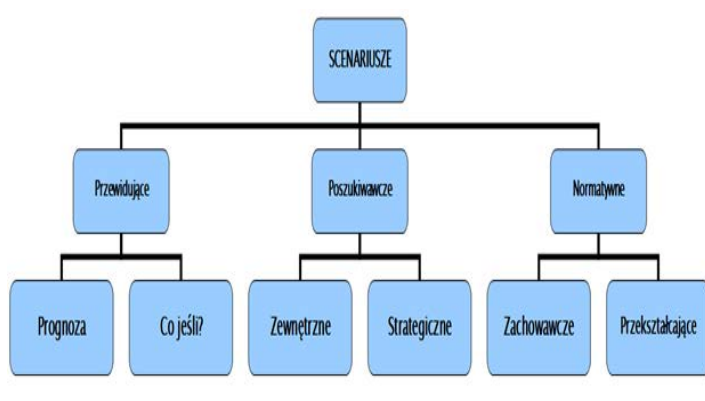 SCENARIUSZE
Przewidujące
Poszukiwawcze
Normatywne
Prognoza
Co jeśli?
Zewnętrzne
Strategiczne
Zachowawcze
Przekształcające